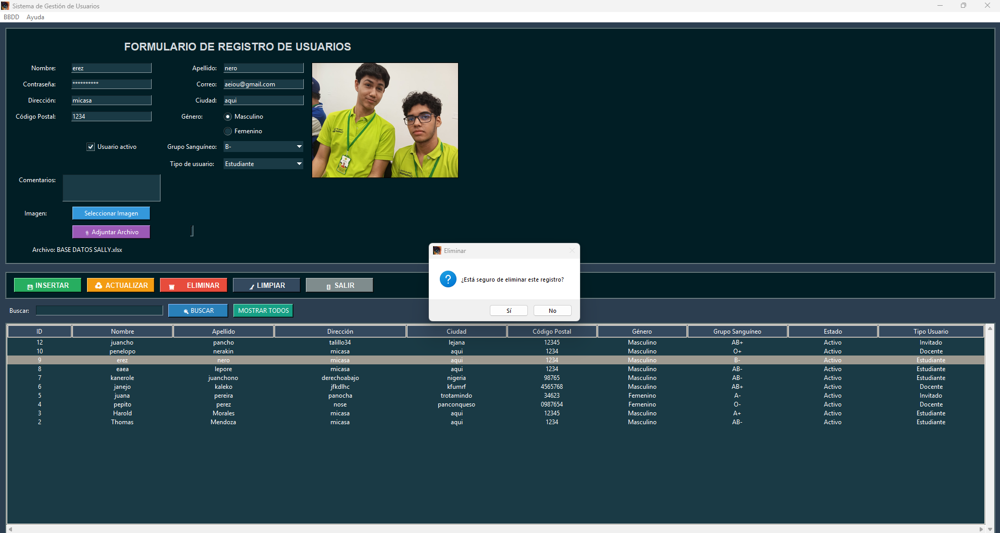 Sistema de Gestión de Usuarios
BBDD Ayuda
FORMULARIO DE REGISTRO DE USUARIOS
Nombre: erez Apellido: nero
Contraseña: ********** Correo: aeiou@gmail.com
Dirección: micasa Ciudad: aqui
Código Postal: 1234 Género: Masculino
Femenino
Usuario activo Grupo Sanguíneo: B-
Tipo de usuario: Estudiante
Comentarios:
Imagen: Seleccionar Imagen
Adjuntar Archivo
Archivo: BASE DATOS SALLY.xlsx
Eliminar
¿Está seguro de eliminar este registro?
Sí No
INSERTAR ACTUALIZAR ELIMINAR LIMPIAR SALIR
Buscar: BUSCAR MOSTRAR TODOS
ID Nombre Apellido Dirección Ciudad Código Postal Género Grupo Sanguíneo Estado Tipo Usuario
12 juancho pancho talillo34 lejana 12345 Masculino AB+ Activo Invitado
10 penelopo nerakin micasa aqui 1234 Masculino O+ Activo Docente
9 erez nero micasa aqui 1234 Masculino B- Activo Estudiante
8 eaea lepore micasa aqui 1234 Masculino AB- Activo Estudiante
7 kanerole juanchono derechoabajo nigeria 98765 Masculino AB- Activo Estudiante
6 janejo kaleko jfkdlhc kfumrf 4565768 Masculino AB+ Activo Docente
5 juana pereira panocha trotamindo 34623 Femenino A- Activo Invitado
4 pepito perez nose panconqueso 0987654 Femenino O- Activo Docente
3 Harold Morales micasa aqui 12345 Masculino A+ Activo Estudiante
2 Thomas Mendoza micasa aqui 1234 Masculino AB- Activo Estudiante